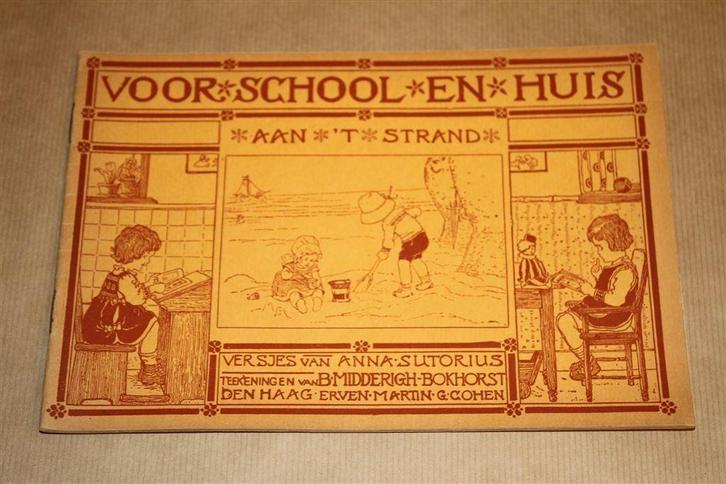 VOOR * SCHOOL * EN * HUIS
* AAN * 'T * STRAND *
VERSJES VAN ANNA · SUTORIUS
TEEKENINGEN VAN B · MIDDERIGH · BOKHORST
DEN HAAG · ERVEN · MARTIN · G · COHEN